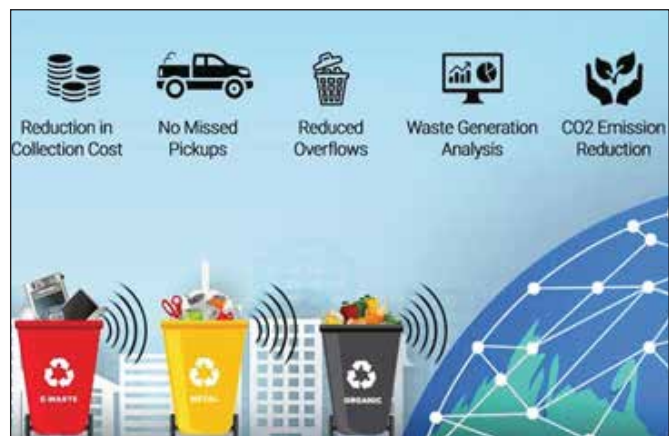 Reduction in
Collection Cost
No Missed
Pickups
Reduced
Overflows
Waste Generation
Analysis
CO2 Emission
Reduction
E-WASTE
METAL
ORGANIC